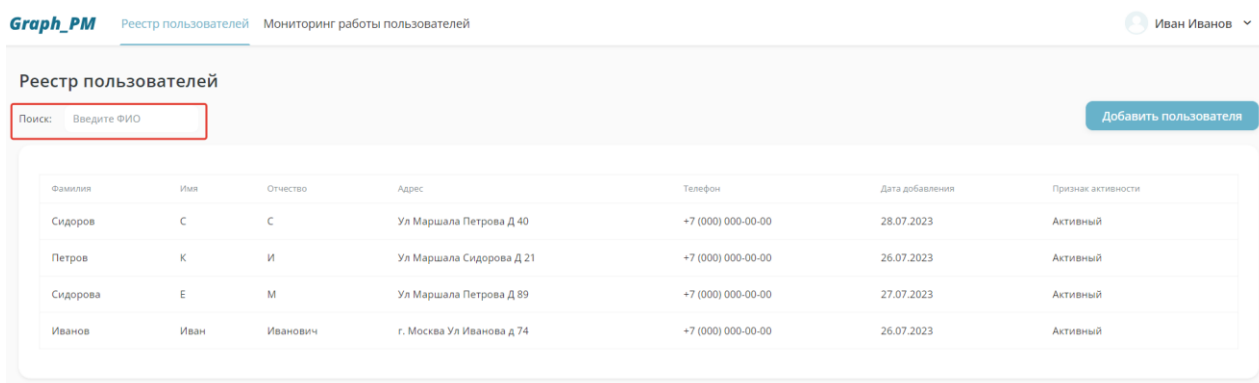 Graph_PM Реестр пользователей Мониторинг работы пользователей Иван Иванов
Реестр пользователей
Поиск: Введите ФИО Добавить пользователя
Фамилия Имя Отчество Адрес Телефон Дата добавления Признак активности
Сидоров С С Ул Маршала Петрова Д 40 +7 (000) 000-00-00 28.07.2023 Активный
Петров К И Ул Маршала Сидорова Д 21 +7 (000) 000-00-00 26.07.2023 Активный
Сидорова Е М Ул Маршала Петрова Д 89 +7 (000) 000-00-00 27.07.2023 Активный
Иванов Иван Иванович г. Москва Ул Иванова д 74 +7 (000) 000-00-00 26.07.2023 Активный